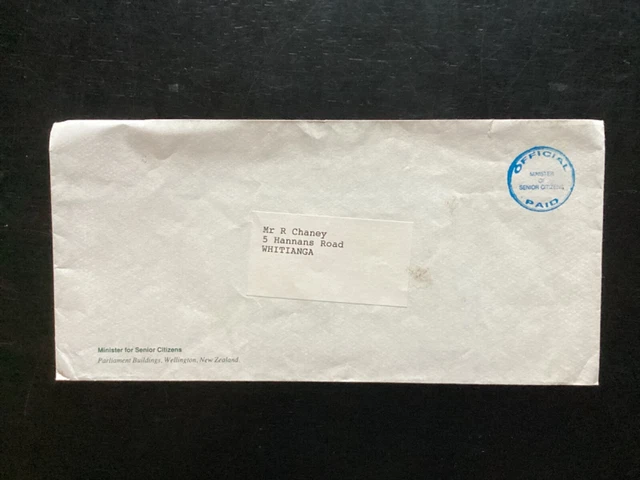 OFFICIAL
MINISTER
OF
SENIOR CITIZENS
PAID
Mr R Chaney
5 Hannans Road
WHITIANGA
Minister for Senior Citizens
Parliament Buildings, Wellington, New Zealand.